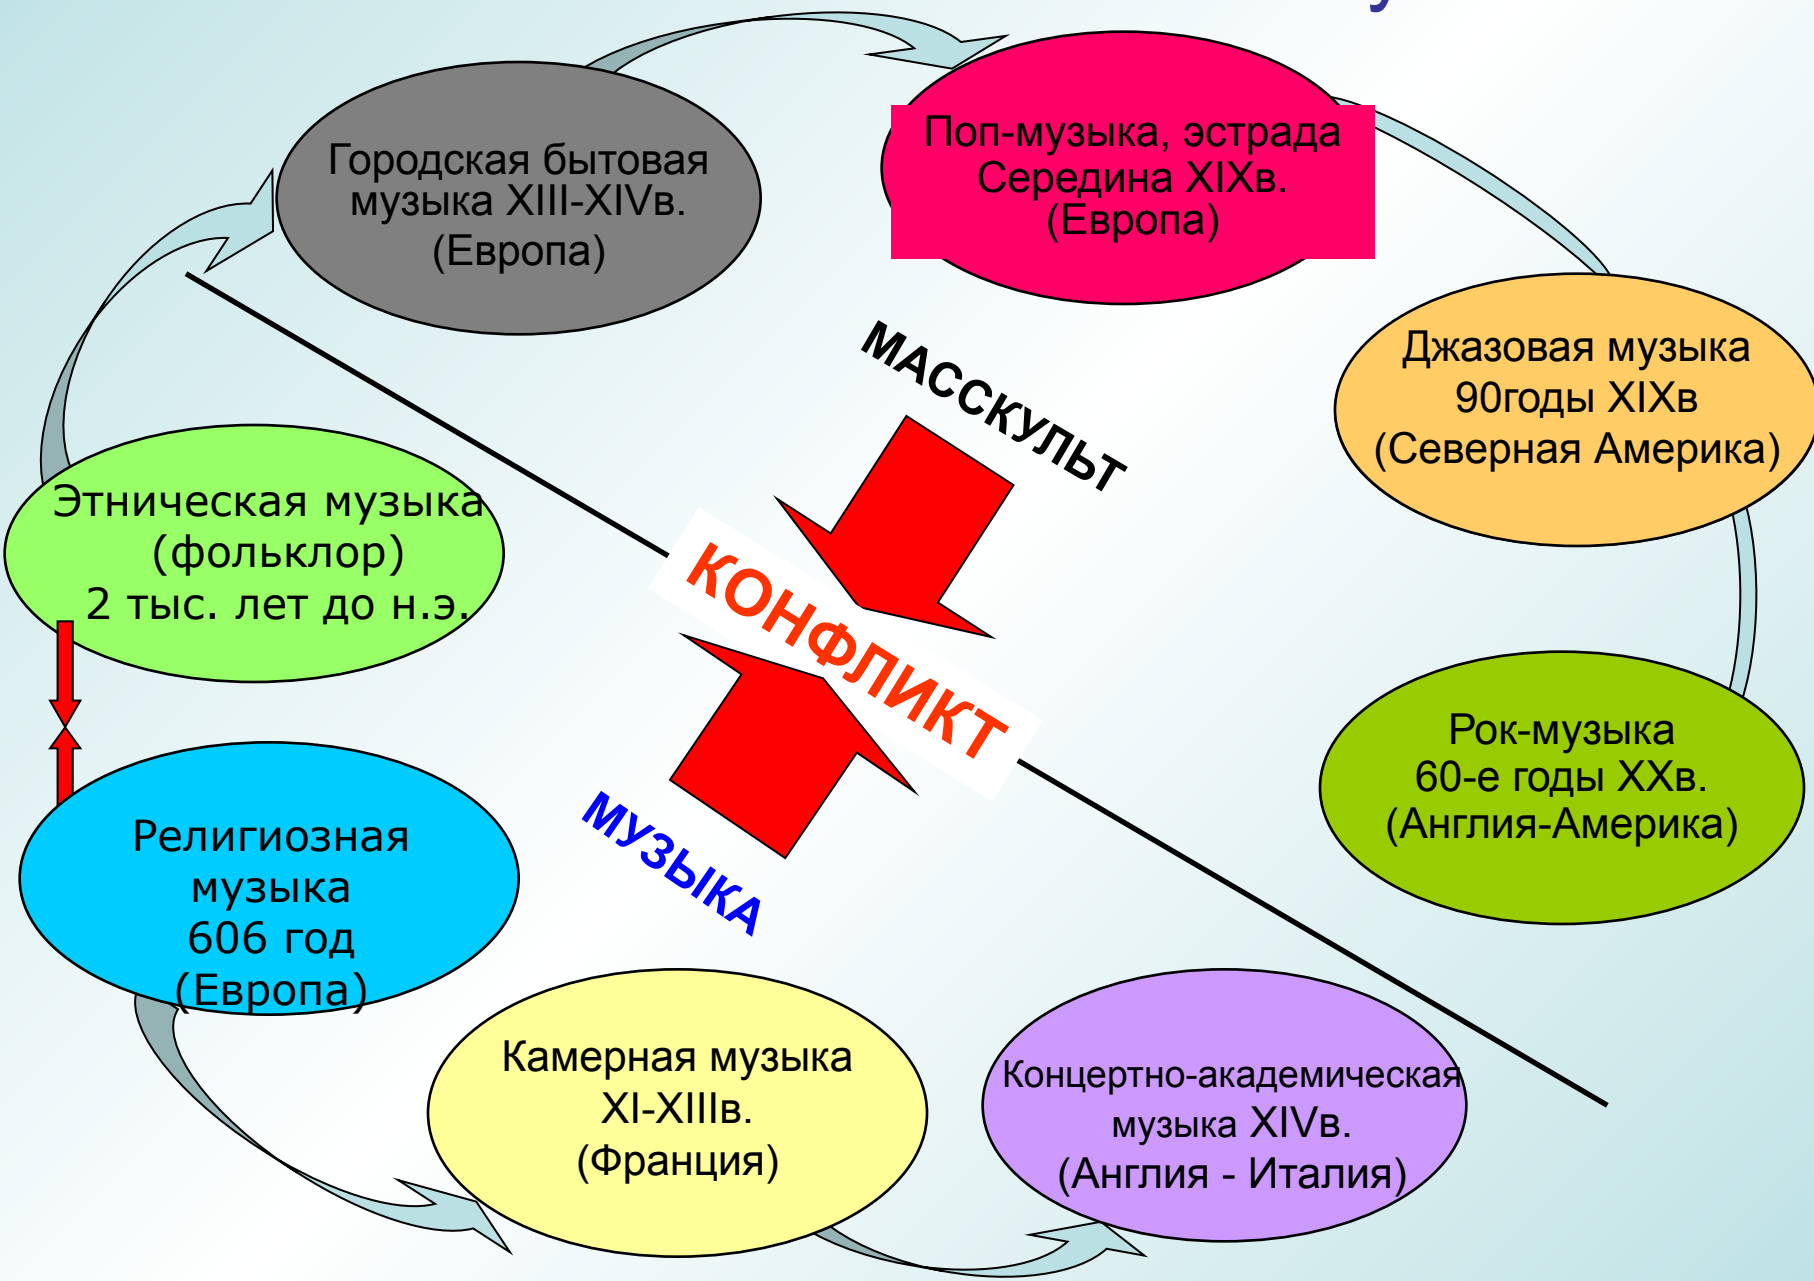 Городская бытовая
музыка XIII-XIVв.
(Европа)
Поп-музыка, эстрада
Середина XIXв.
(Европа)
Джазовая музыка
90годы XIXв
(Северная Америка)
МАССКУЛЬТ
Этническая музыка
(фольклор)
2 тыс. лет до н.э.
КОНФЛИКТ
Рок-музыка
60-е годы XXв.
(Англия-Америка)
МУЗЫКА
Религиозная
музыка
606 год
(Европа)
Камерная музыка
XI-XIIIв.
(Франция)
Концертно-академическая
музыка XIVв.
(Англия - Италия)